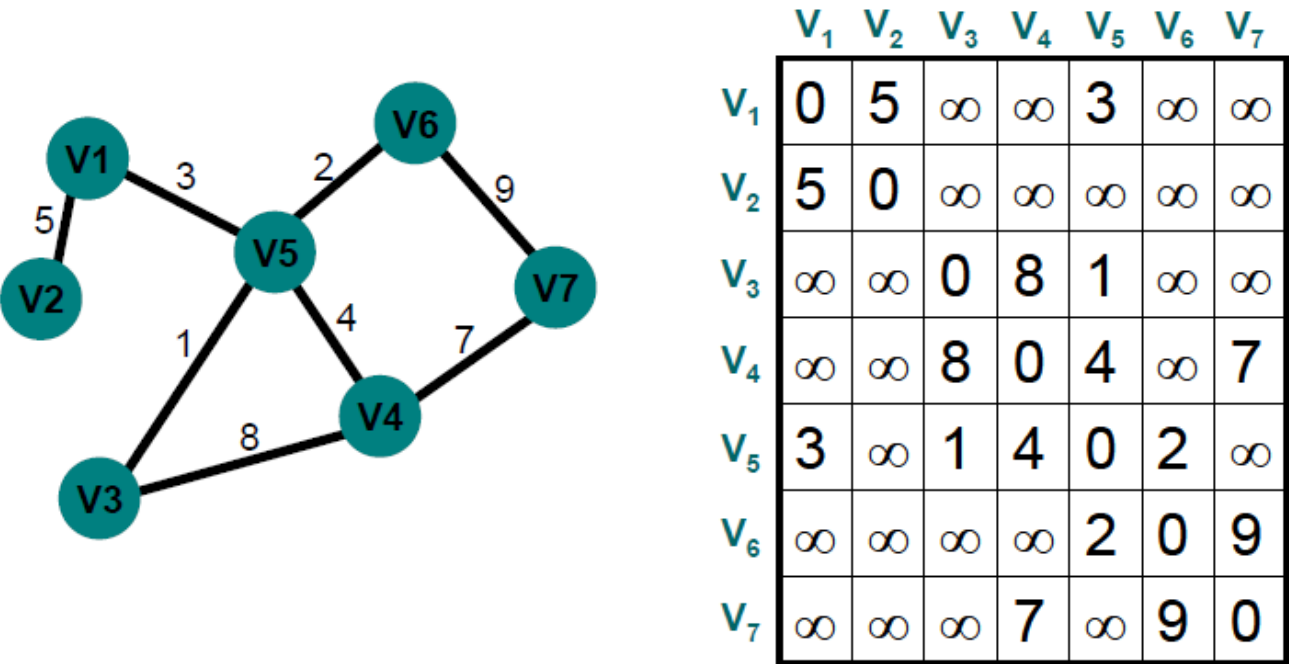 V6
V1
3
2
9
5
V5
V2
V7
4
1
7
V4
8
V3
V1 V2 V3 V4 V5 V6 V7
V1 0 5 ∞ ∞ 3 ∞ ∞
V2 5 0 ∞ ∞ ∞ ∞ ∞
V3 ∞ ∞ 0 8 1 ∞ ∞
V4 ∞ ∞ 8 0 4 ∞ 7
V5 3 ∞ 1 4 0 2 ∞
V6 ∞ ∞ ∞ ∞ 2 0 9
V7 ∞ ∞ ∞ 7 ∞ 9 0